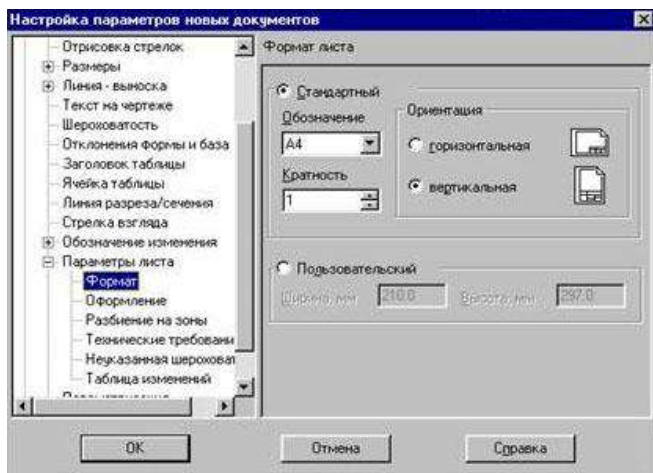 Настройка параметров новых документов
Отрисовка стрелок
Размеры
Линия - выноска
Текст на чертеже
Шероховатость
Отклонения формы и база
Заголовок таблицы
Ячейка таблицы
Линия разреза/сечения
Стрелка взгляда
Обозначение изменения
Параметры листа
Формат
Оформление
Разбиение на зоны
Технические требовани
Неуказанная шероховат
Таблица изменений
Формат листа
Стандартный
Обозначение
A4
Кратность
1
Ориентация
горизонтальная
вертикальная
Пользовательский
Ширина, мм 210.0 Высота, мм 297.0
OK Отмена Справка